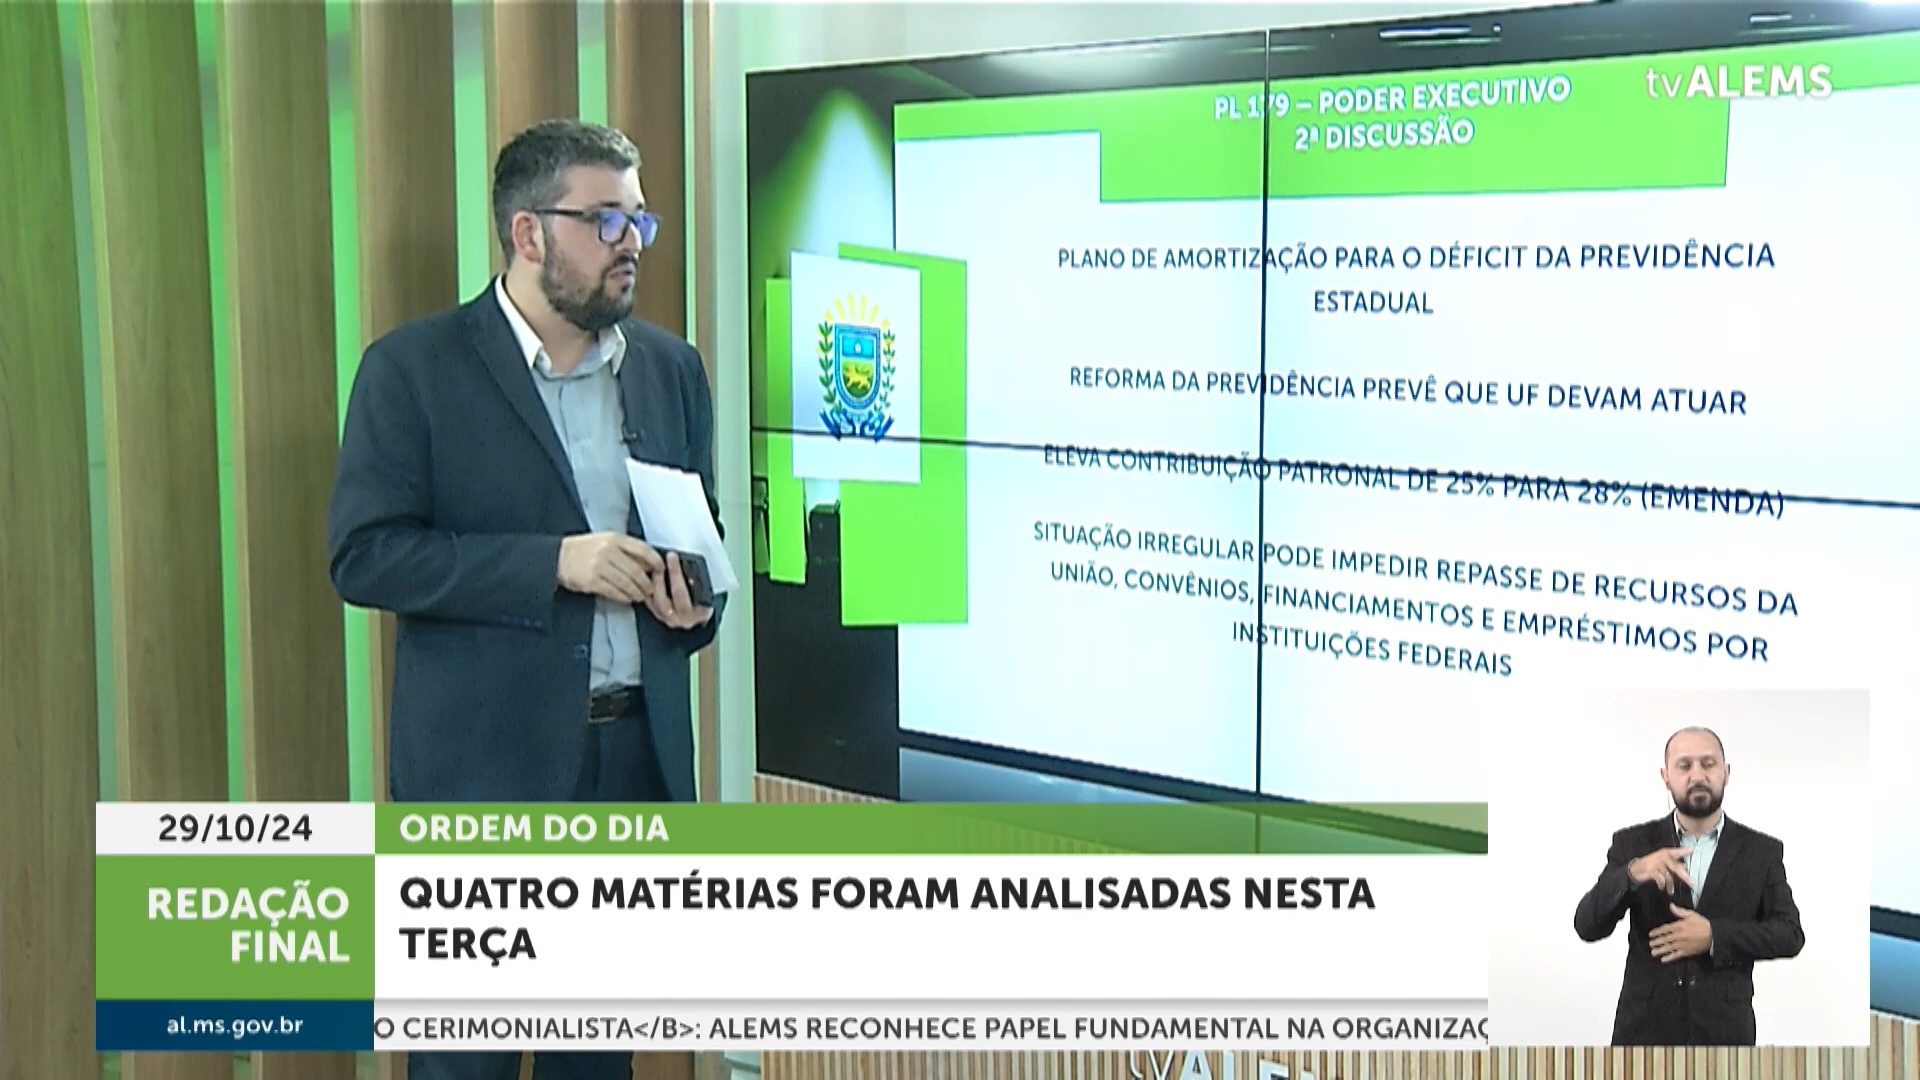 tvALEMS
PL 179 – PODER EXECUTIVO
2ª DISCUSSÃO
PLANO DE AMORTIZAÇÃO PARA O DÉFICIT DA PREVIDÊNCIA
ESTADUAL
REFORMA DA PREVIDÊNCIA PREVÊ QUE UF DEVAM ATUAR
ELEVA CONTRIBUIÇÃO PATRONAL DE 25% PARA 28% (EMENDA)
SITUAÇÃO IRREGULAR PODE IMPEDIR REPASSE DE RECURSOS DA
UNIÃO, CONVÊNIOS, FINANCIAMENTOS E EMPRÉSTIMOS POR
INSTITUIÇÕES FEDERAIS
29/10/24
ORDEM DO DIA
REDAÇÃO
FINAL
QUATRO MATÉRIAS FORAM ANALISADAS NESTA
TERÇA
al.ms.gov.br
O CERIMONIALISTA</B>: ALEMS RECONHECE PAPEL FUNDAMENTAL NA ORGANIZAÇ